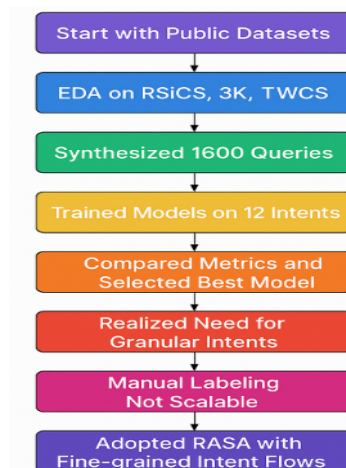 Start with Public Datasets
EDA on RSiCS, 3K, TWCS
Synthesized 1600 Queries
Trained Models on 12 Intents
Compared Metrics and
Selected Best Model
Realized Need for
Granular Intents
Manual Labeling
Not Scalable
Adopted RASA with
Fine-grained Intent Flows